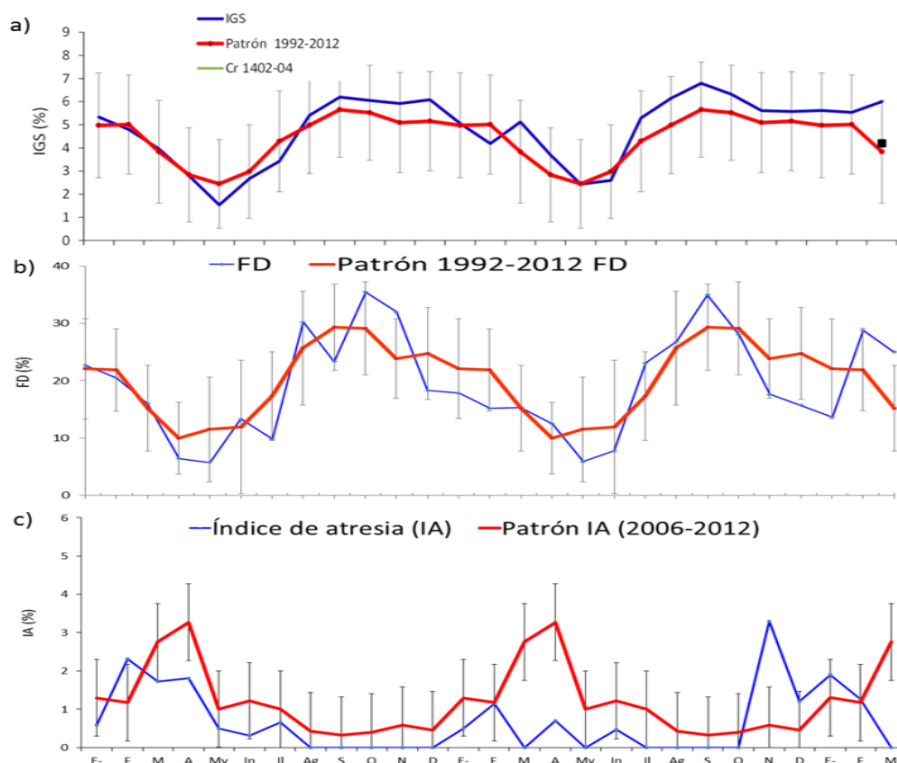 a)
IGS
Patrón 1992-2012
Cr 1402-04
IGS (%)
9
8
7
6
5
4
3
2
1
0
b)
FD
Patrón 1992-2012 FD
FD (%)
40
30
20
10
0
c)
Índice de atresia (IA)
Patrón IA (2006-2012)
IA (%)
6
5
4
3
2
1
0
E- F M A My Jn Jl Ag S O N D E- F M A My Jn Jl Ag S O N D E- F M